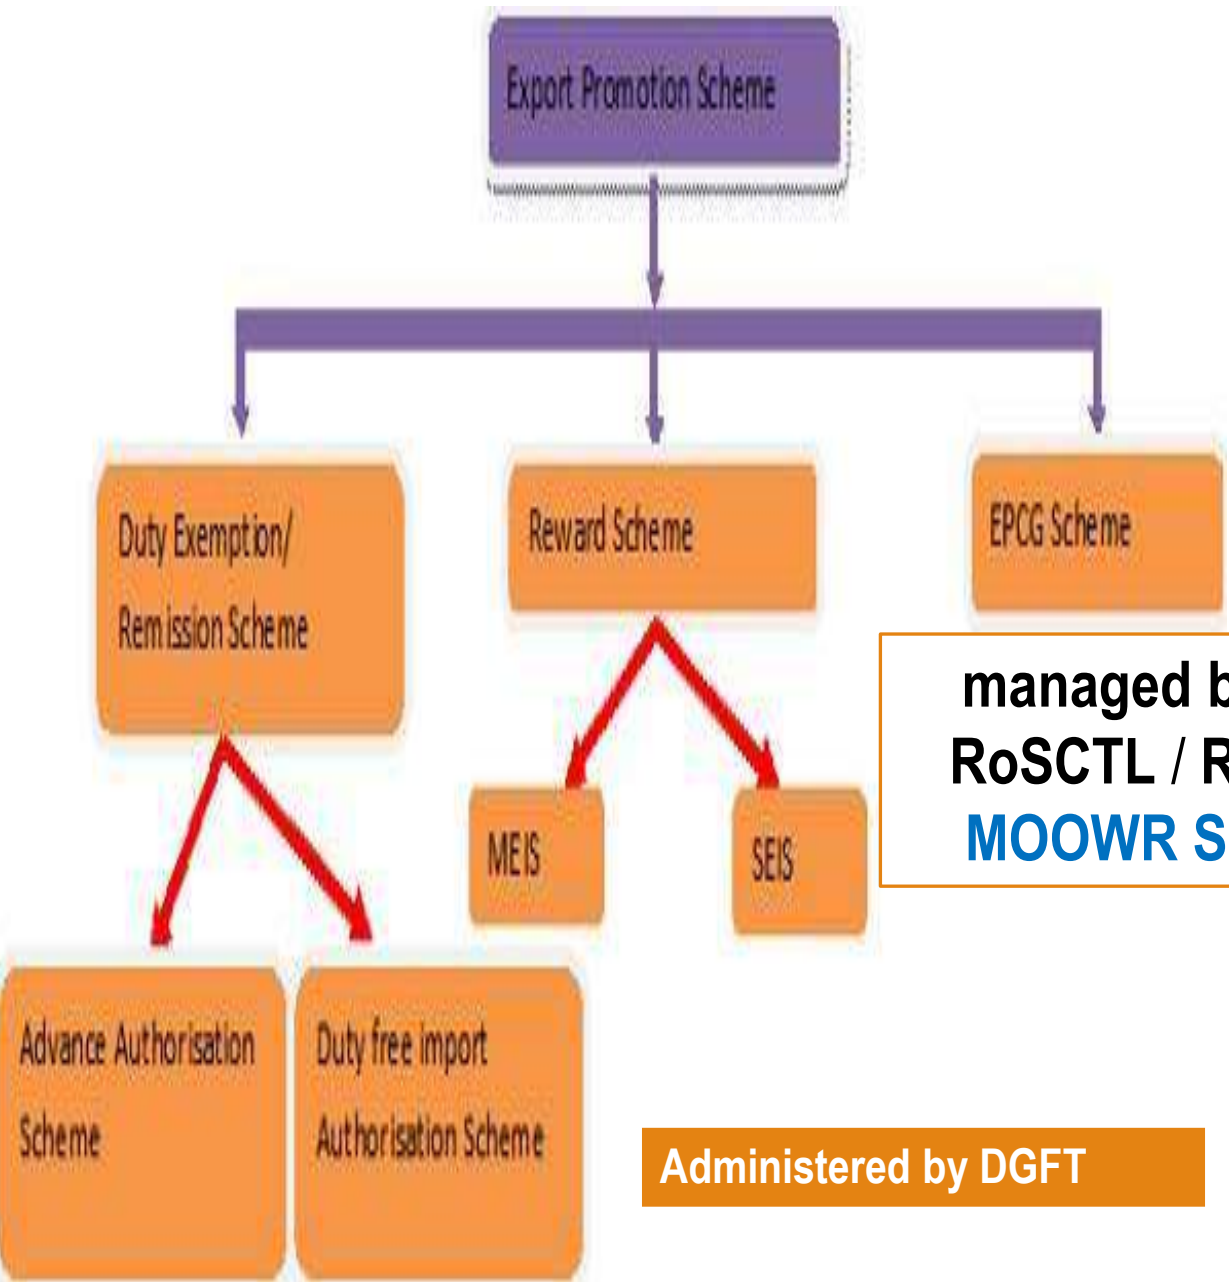 Export Promotion Scheme
Duty Exemption/
Remission Scheme
Reward Scheme
EPCG Scheme
managed b
RoSCTL / R
MOOWR S
MEIS
SEIS
Advance Authorisation
Scheme
Duty free import
Authorisation Scheme
Administered by DGFT